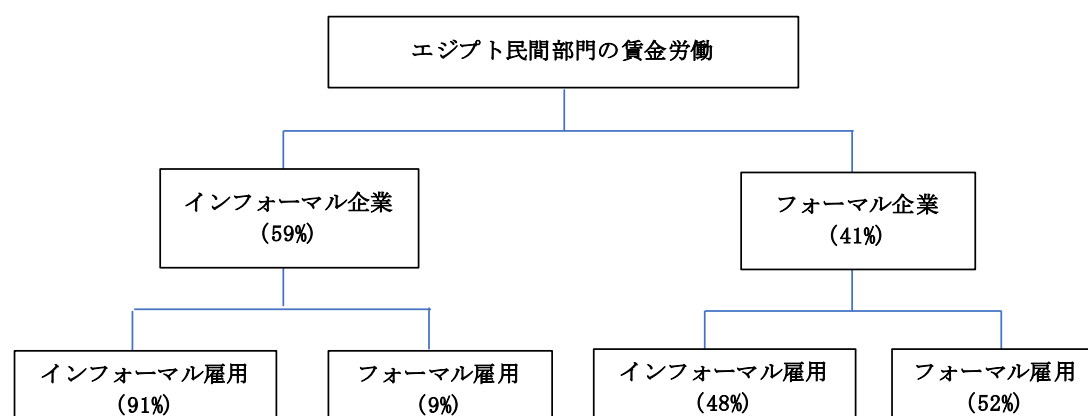 エジプト民間部門の賃金労働
インフォーマル企業
(59%)
フォーマル企業
(41%)
インフォーマル雇用
(91%)
フォーマル雇用
(9%)
インフォーマル雇用
(48%)
フォーマル雇用
(52%)